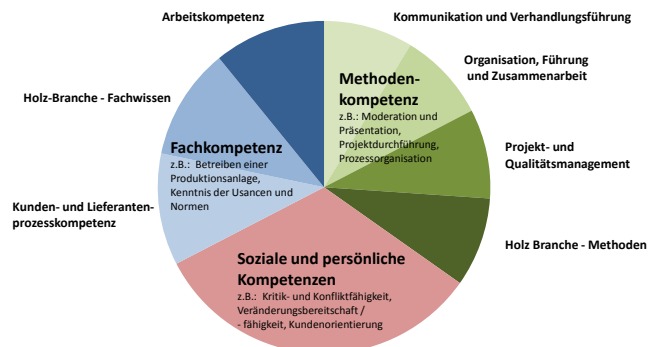 Arbeitskompetenz
Kommunikation und Verhandlungsführung
Organisation, Führung
und Zusammenarbeit
Methoden-
kompetenz
z.B.: Moderation und
Präsentation,
Projektdurchführung,
Prozessorganisation
Holz-Branche - Fachwissen
Fachkompetenz
z.B.: Betreiben einer
Produktionsanlage,
Kenntnis der Usancen und
Normen
Projekt- und
Qualitätsmanagement
Kunden- und Lieferanten-
prozesskompetenz
Holz Branche - Methoden
Soziale und persönliche
Kompetenzen
z.B.: Kritik- und Konfliktfähigkeit,
Veränderungsbereitschaft /
- fähigkeit, Kundenorientierung